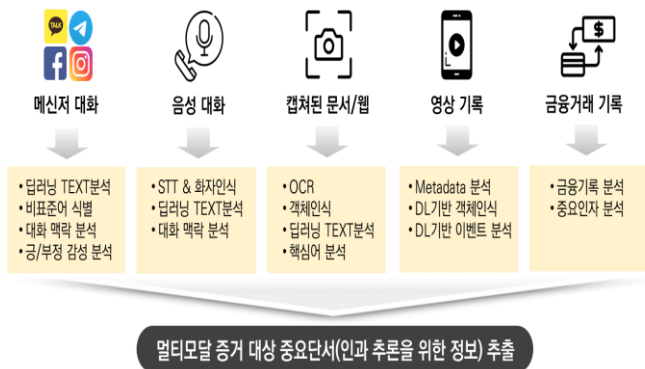 TALK
메신저 대화
음성 대화
캡쳐된 문서/웹
영상 기록
금융거래 기록
• 딥러닝 TEXT분석
• 비표준어 식별
• 대화 맥락 분석
• 긍/부정 감성 분석
• STT & 화자인식
• 딥러닝 TEXT분석
• 대화 맥락 분석
• OCR
• 객체인식
• 딥러닝 TEXT분석
• 핵심어 분석
• Metadata 분석
• DL기반 객체인식
• DL기반 이벤트 분석
• 금융기록 분석
• 중요인자 분석
멀티모달 증거 대상 중요단서(인과 추론을 위한 정보) 추출